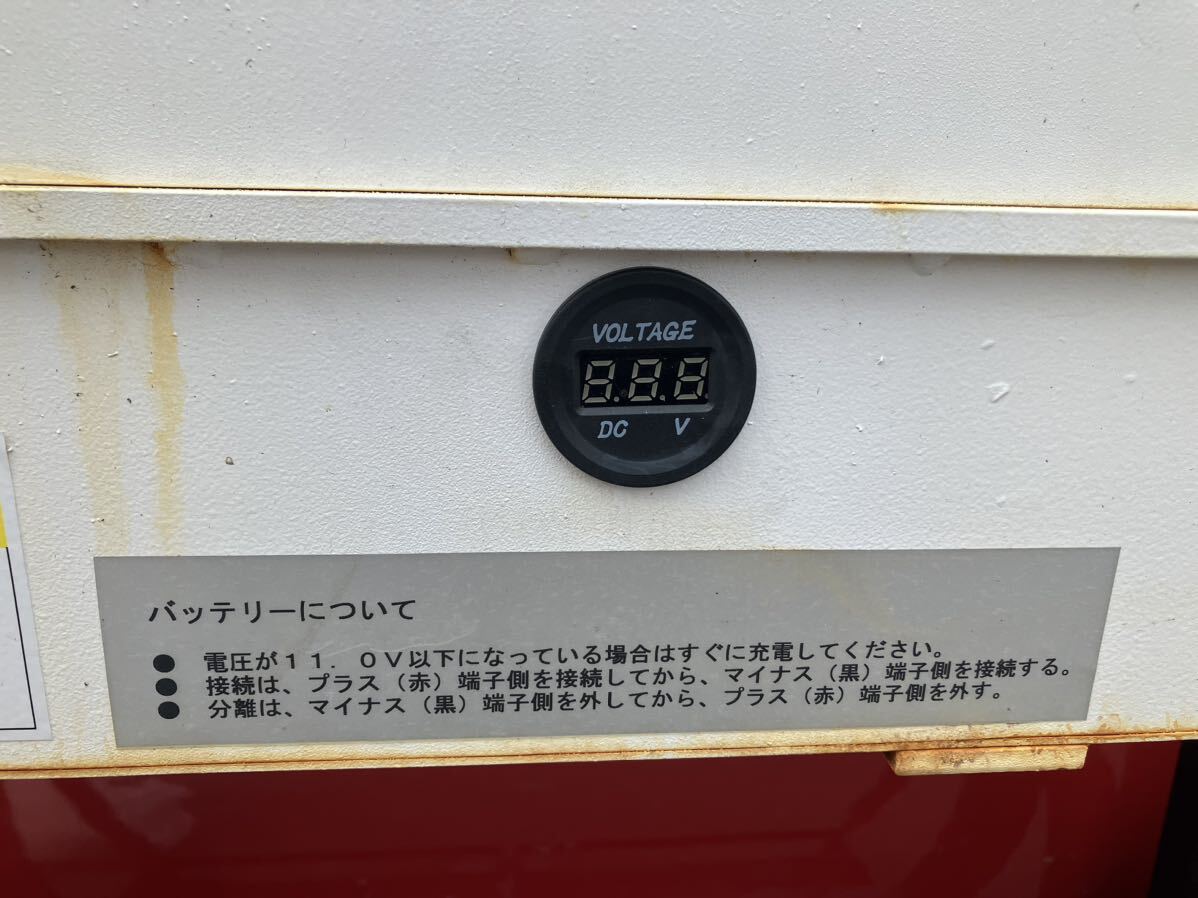 VOLTAGE
8.8.8
DC V
バッテリーについて
● 電圧が11.0V以下になっている場合はすぐに充電してください。
● 接続は、プラス(赤)端子側を接続してから、マイナス(黒)端子側を接続する。
● 分離は、マイナス(黒)端子側を外してから、プラス(赤)端子側を外す。